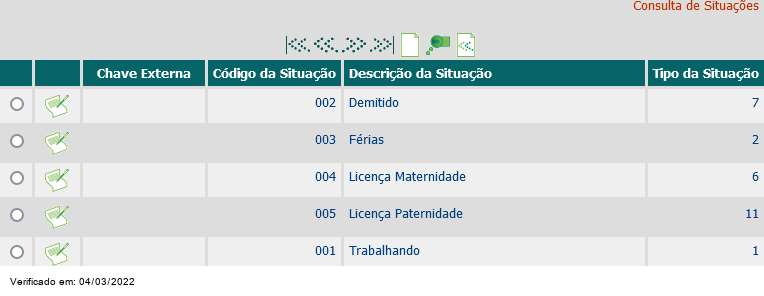 Consulta de Situações
Chave Externa Código da Situação Descrição da Situação Tipo da Situação
002 Demitido 7
003 Férias 2
004 Licença Maternidade 6
005 Licença Paternidade 11
001 Trabalhando 1
Verificado em: 04/03/2022